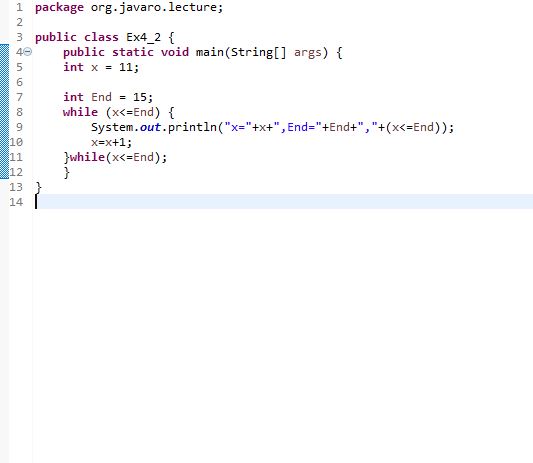 1 package org.javaro.lecture;
2
3 public class Ex4_2 {
4 public static void main(String[] args) {
5 int x = 11;
6
7 int End = 15;
8 while (x<=End) {
9 System.out.println("x="+x+",End="+End+","+(x<=End));
10 x=x+1;
11 }while(x<=End);
12 }
13 }
14